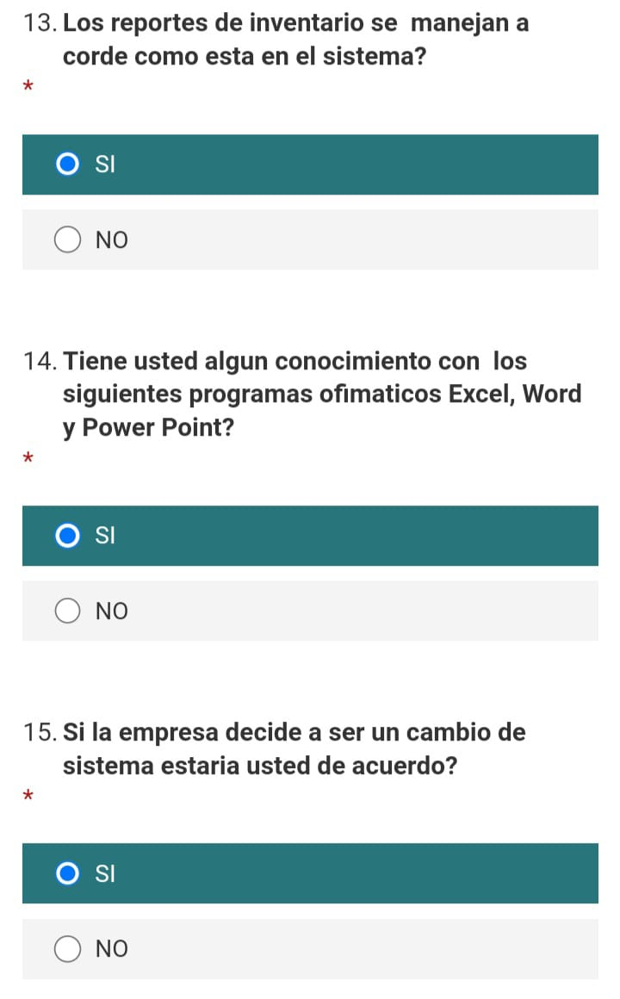 13. Los reportes de inventario se  manejan a
corde como esta en el sistema?
*
SI
NO
14. Tiene usted algun conocimiento con  los
siguientes programas ofimaticos Excel, Word
y Power Point?
*
SI
NO
15. Si la empresa decide a ser un cambio de
sistema estaria usted de acuerdo?
*
SI
NO